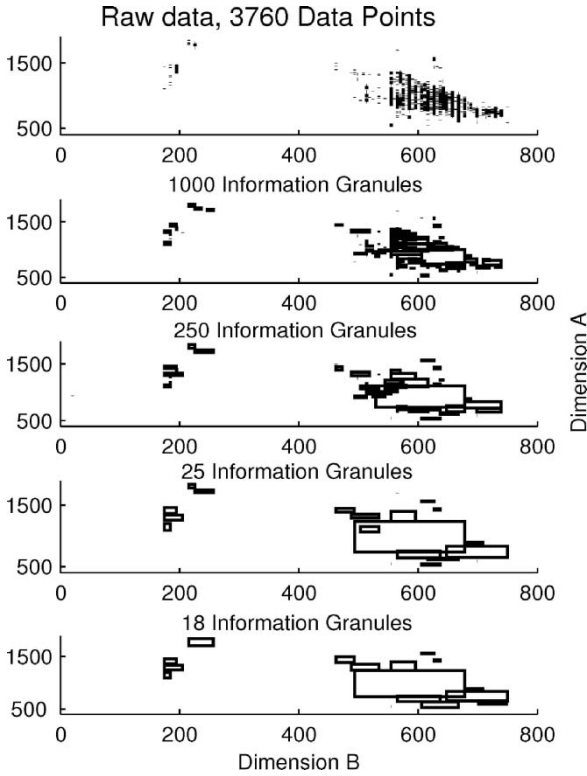 Raw data, 3760 Data Points
1500
500
0 200 400 600 800
1000 Information Granules
1500
500
0 200 400 600 800
250 Information Granules
1500
500
0 200 400 600 800
25 Information Granules
1500
500
0 200 400 600 800
18 Information Granules
1500
500
0 200 400 600 800
Dimension B
Dimension A